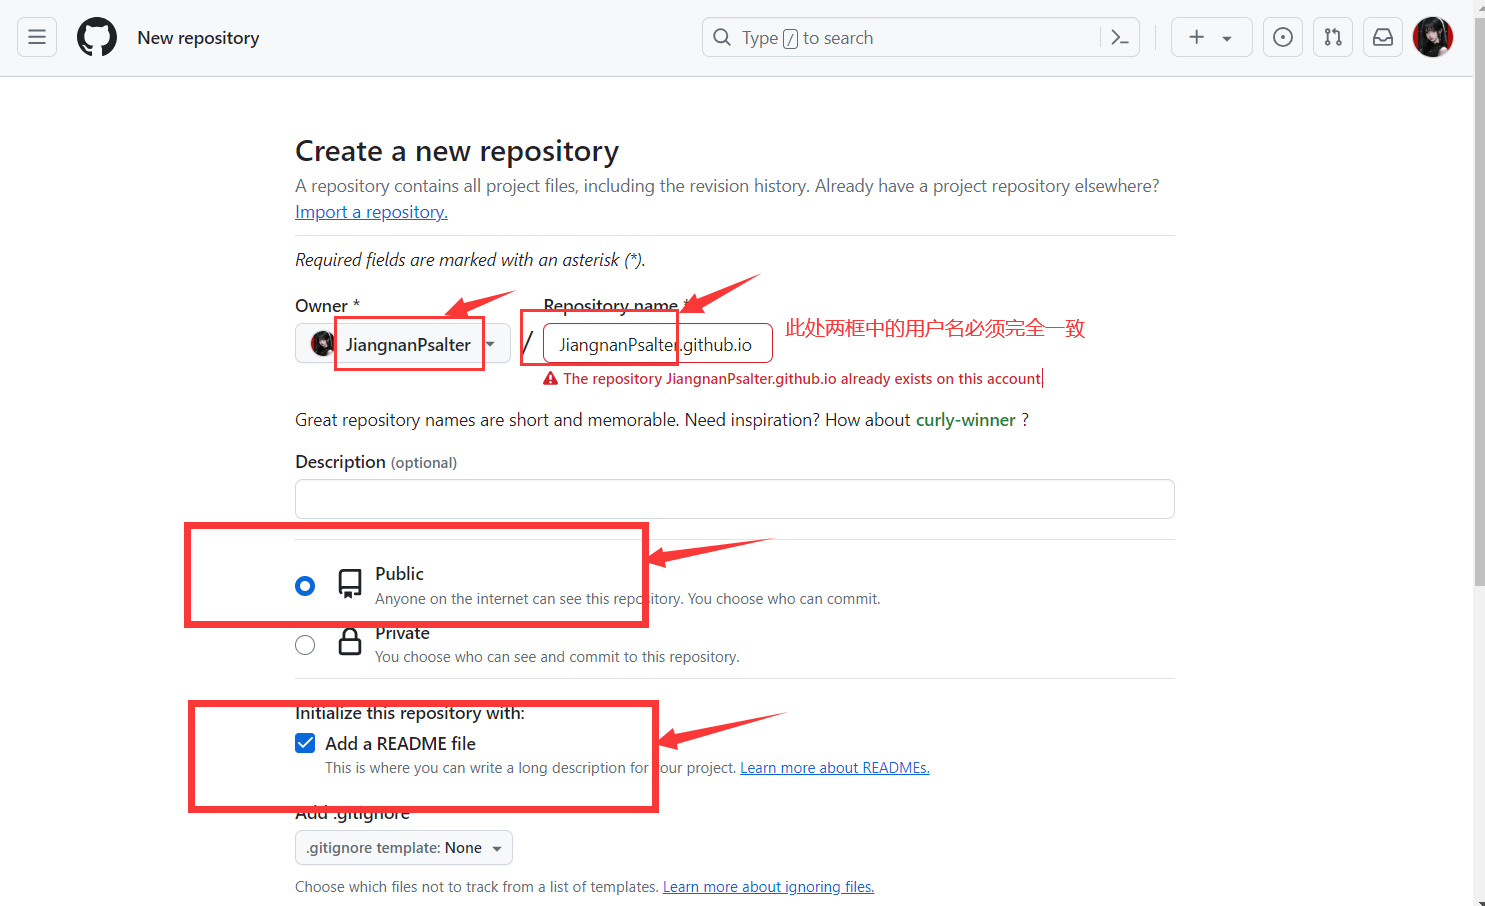 New repository
Type / to search
Create a new repository
A repository contains all project files, including the revision history. Already have a project repository elsewhere?
Import a repository.
Required fields are marked with an asterisk (*).
Owner *
Repository name *
JiangnanPsalter
/
JiangnanPsalter.github.io
此处两框中的用户名必须完全一致
The repository JiangnanPsalter.github.io already exists on this account.
Great repository names are short and memorable. Need inspiration? How about curly-winner ?
Description (optional)
Public
Anyone on the internet can see this repository. You choose who can commit.
Private
You choose who can see and commit to this repository.
Initialize this repository with:
Add a README file
This is where you can write a long description for your project. Learn more about READMEs.
Add .gitignore
.gitignore template: None
Choose which files not to track from a list of templates. Learn more about ignoring files.